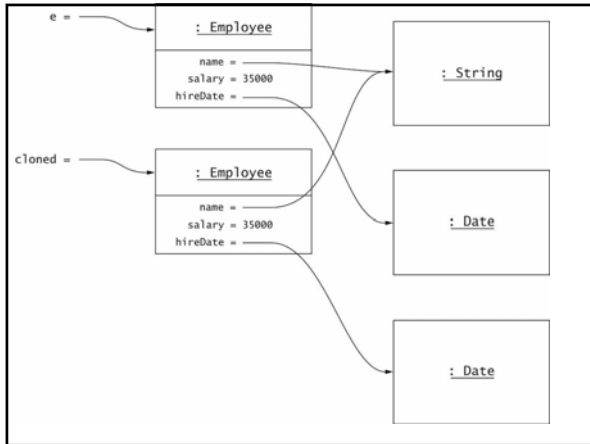 e =
: Employee
name =
salary = 35000
hireDate =
: String
cloned =
: Employee
name =
salary = 35000
hireDate =
: Date
: Date